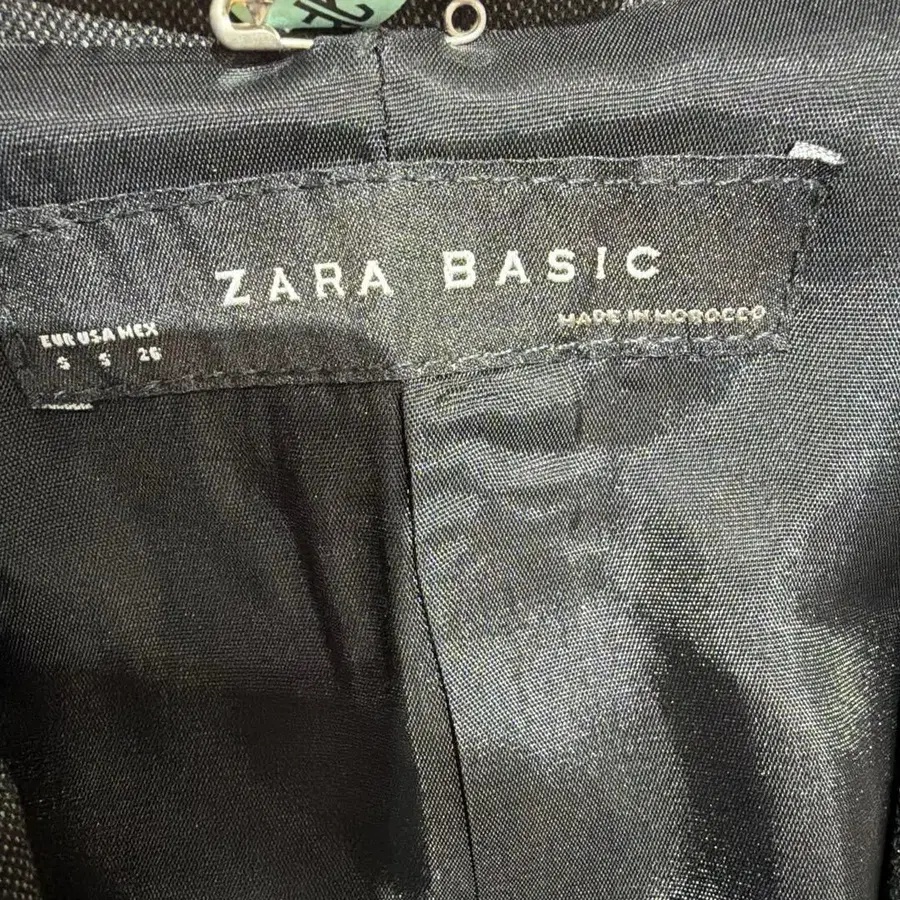 ZARA BASIC
MADE IN MOROCCO
EUR USA MEX
S S 26